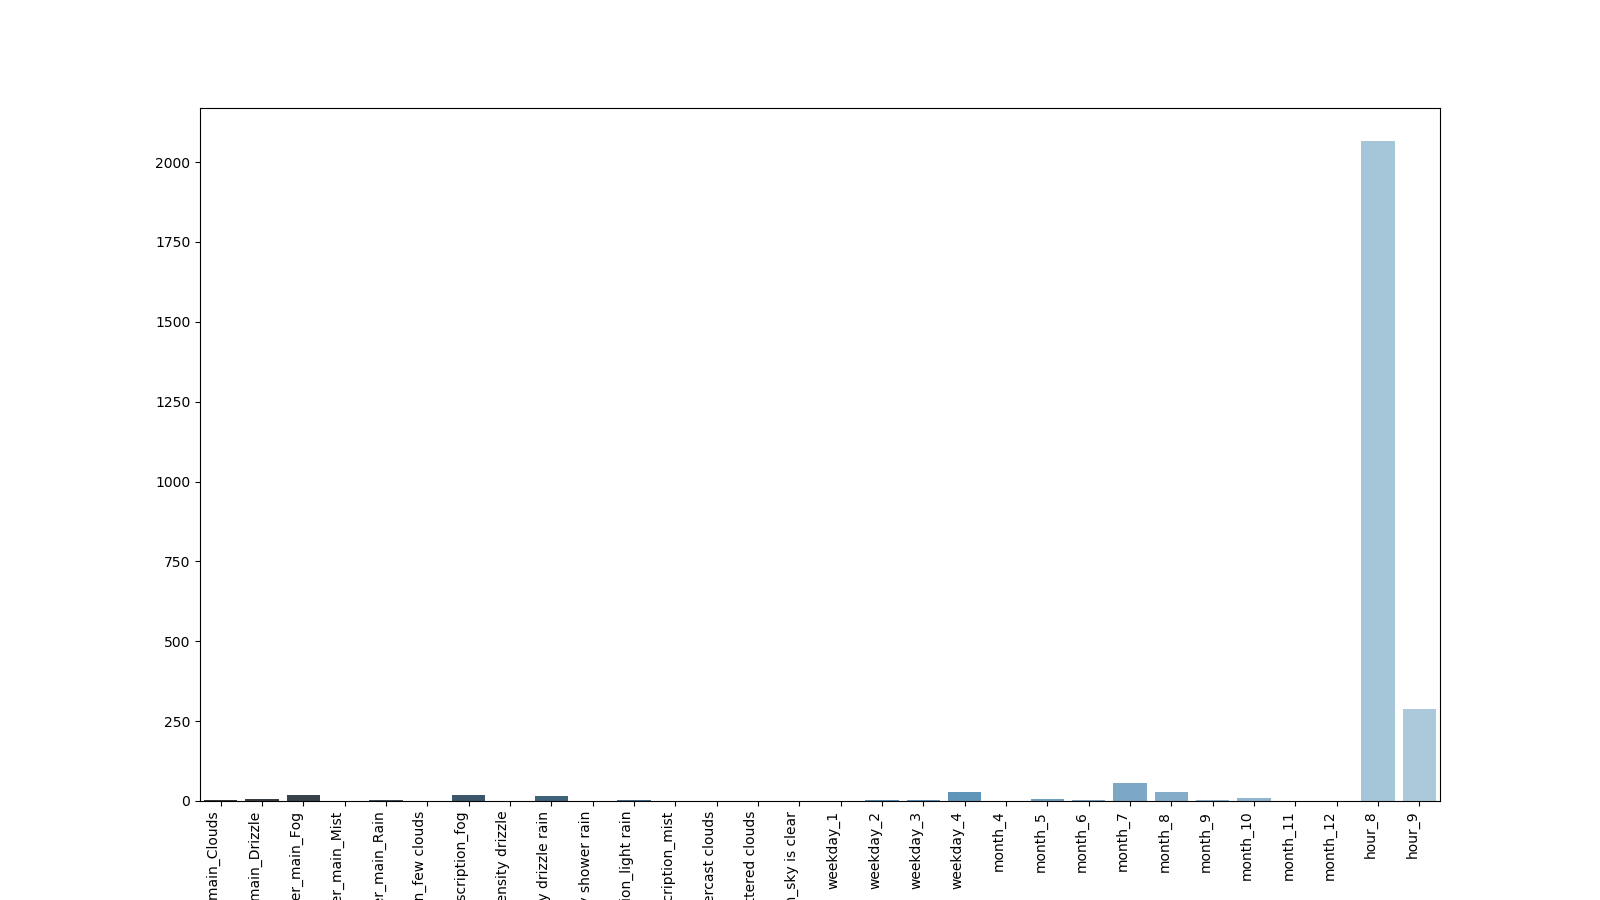 2000
1750
1500
1250
1000
750
500
250
0
main_Clouds
main_Drizzle
er_main_Fog
er_main_Mist
er_main_Rain
n_few clouds
scription_fog
ensity drizzle
y drizzle rain
y shower rain
ion_light rain
cription_mist
ercast clouds
ttered clouds
n_sky is clear
weekday_1
weekday_2
weekday_3
weekday_4
month_4
month_5
month_6
month_7
month_8
month_9
month_10
month_11
month_12
hour_8
hour_9